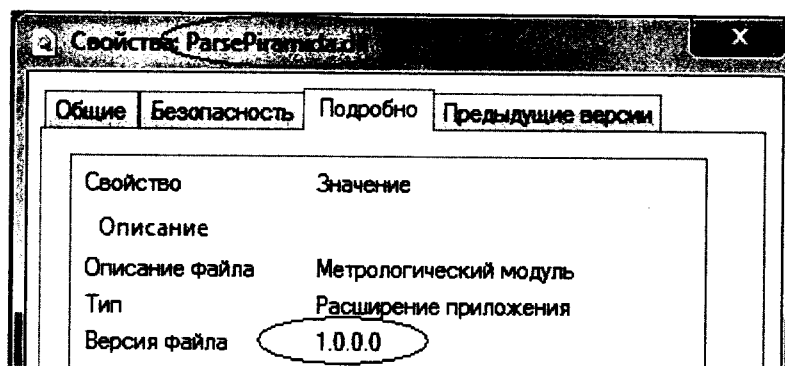 Свойства: ParsePiramida.dll
X
Общие Безопасность Подробно Предыдущие версии
Свойство Значение
Описание
Описание файла Метрологический модуль
Тип Расширение приложения
Версия файла 1.0.0.0